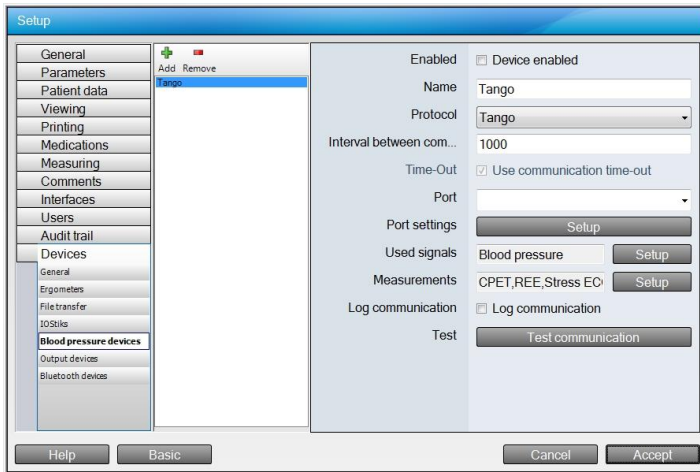 Setup
General
Parameters
Patient data
Viewing
Printing
Medications
Measuring
Comments
Interfaces
Users
Audit trail
Devices
General
Ergometers
File transfer
IOStiks
Blood pressure devices
Output devices
Bluetooth devices
Add Remove
Tango
Enabled Device enabled
Name Tango
Protocol Tango
Interval between com... 1000
Time-Out Use communication time-out
Port
Port settings Setup
Used signals Blood pressure Setup
Measurements CPET,REE,Stress EC Setup
Log communication Log communication
Test Test communication
Help Basic Cancel Accept